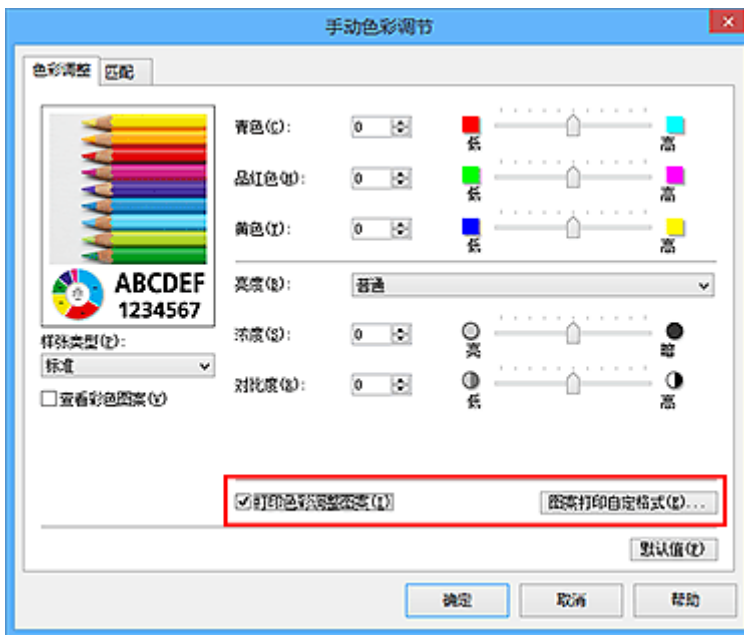 手动色彩调节
色彩调整 匹配
青色(C): 0 低 高
品红色(M): 0 低 高
黄色(Y): 0 低 高
ABCDEF
1234567
亮度(B): 普通
样张类型(P):
标准
浓度(S): 0 亮 暗
查看彩色图案(V)
对比度(R): 0 低 高
打印色彩调整图案(I) 图案打印自定格式(E)...
默认值(F)
确定 取消 帮助